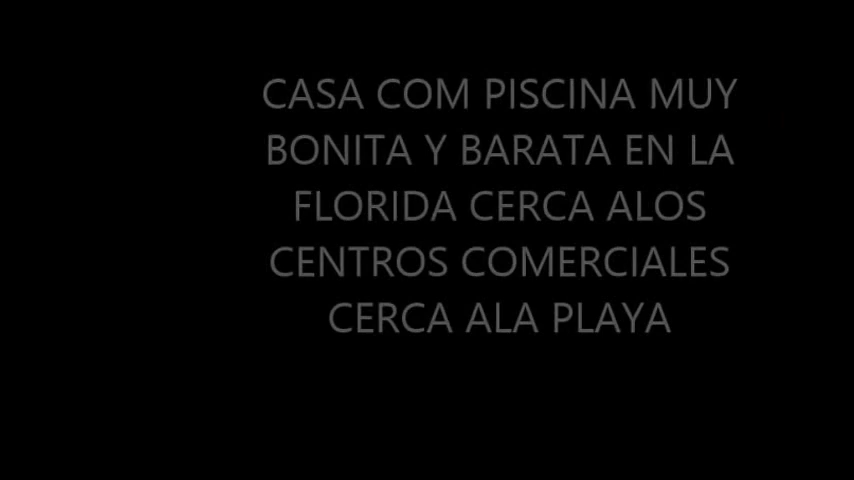 CASA COM PISCINA MUY
BONITA Y BARATA EN LA
FLORIDA CERCA ALOS
CENTROS COMERCIALES
CERCA ALA PLAYA